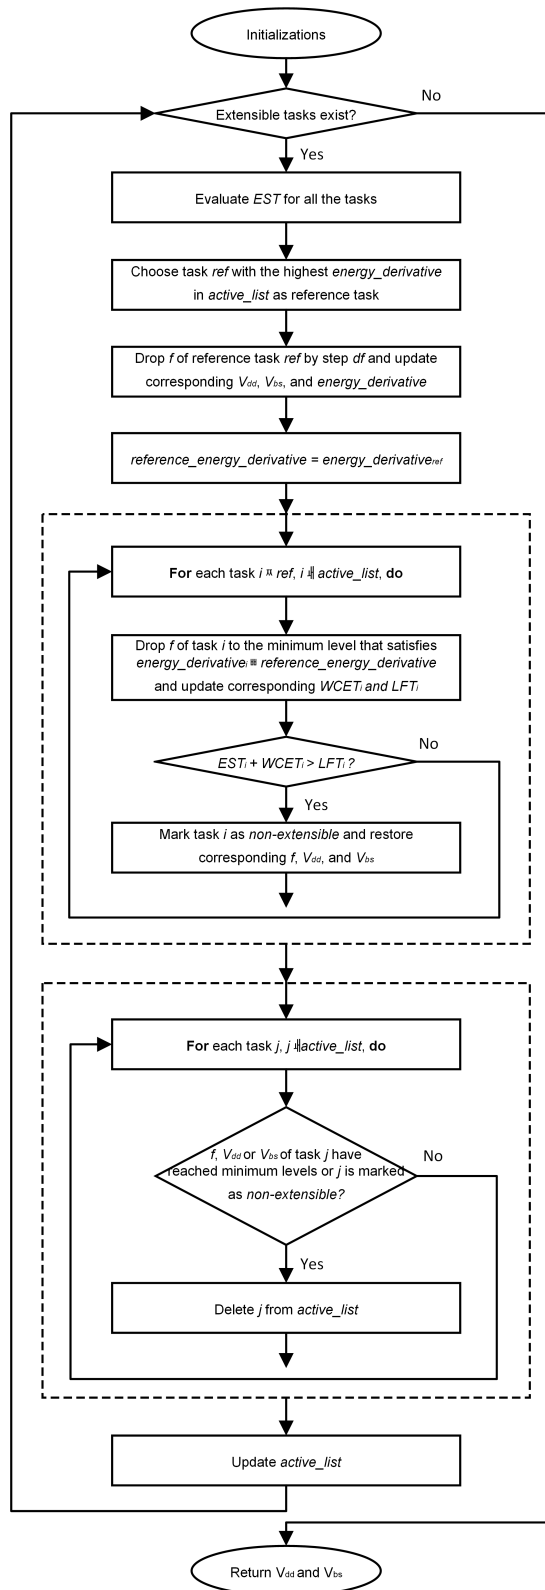 Initializations
Extensible tasks exist?
No
Yes
Evaluate EST for all the tasks
Choose task ref with the highest energy_derivative
in active_list as reference task
Drop f of reference task ref by step df and update
corresponding Vdd, Vbs, and energy_derivative
reference_energy_derivative = energy_derivativeref
For each task i ref, i active_list, do
Drop f of task i to the minimum level that satisfies
energy_derivativei reference_energy_derivative
and update corresponding WCETi and LFTi
No
ESTi + WCETi > LFTi ?
Yes
Mark task i as non-extensible and restore
corresponding f, Vdd, and Vbs
For each task j, j active_list, do
f, Vdd or Vbs of task j have
reached minimum levels or j is marked
as non-extensible?
No
Yes
Delete j from active_list
Update active_list
Return Vdd and Vbs